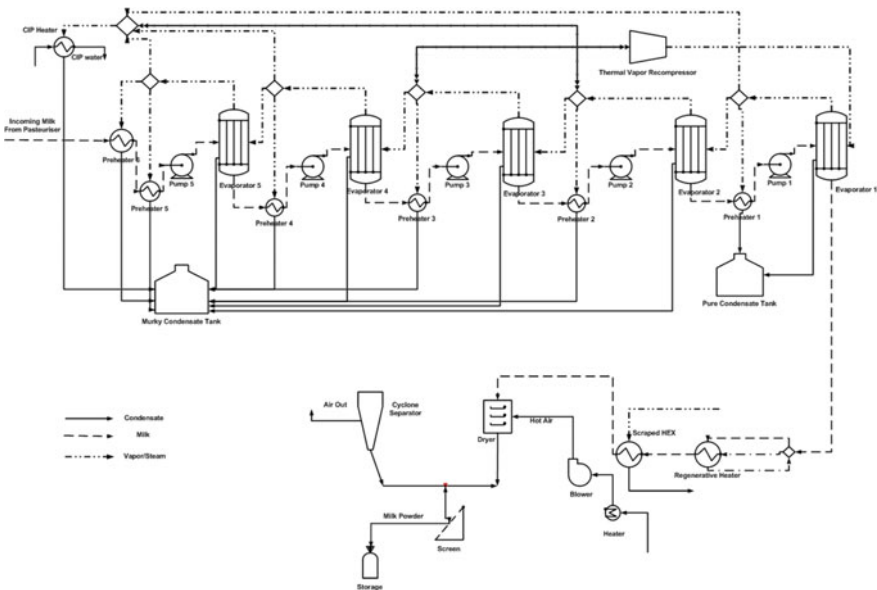 CIP Heater
CIP water
Thermal Vapor Recompressor
Incoming Milk
From Pasteuriser
Preheater 6
Pump 5
Evaporator 5
Preheater 5
Pump 4
Evaporator 4
Preheater 4
Pump 3
Evaporator 3
Preheater 3
Pump 2
Evaporator 2
Preheater 2
Pump 1
Evaporator 1
Preheater 1
Murky Condensate Tank
Pure Condensate Tank
Condensate
Milk
Vapor/Steam
Air Out
Cyclone
Separator
Dryer
Hot Air
Scraped HEX
Regenerative Heater
Blower
Heater
Milk Powder
Screen
Storage